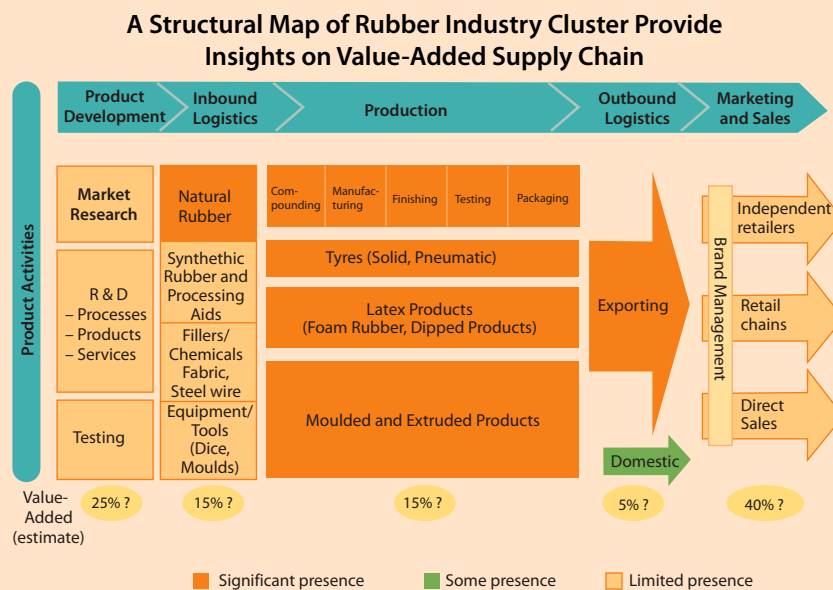 A Structural Map of Rubber Industry Cluster Provide
Insights on Value-Added Supply Chain
Product
Development
Inbound
Logistics
Production
Outbound
Logistics
Marketing
and Sales
Product Activities
Market
Research
R & D
– Processes
– Products
– Services
Testing
Natural
Rubber
Synthethic
Rubber and
Processing
Aids
Fillers/
Chemicals
Fabric,
Steel wire
Equipment/
Tools
(Dice,
Moulds)
Com-
pounding
Manufac-
turing
Finishing
Testing
Packaging
Tyres (Solid, Pneumatic)
Latex Products
(Foam Rubber, Dipped Products)
Moulded and Extruded Products
Exporting
Domestic
Brand Management
Independent
retailers
Retail
chains
Direct
Sales
Value-
Added
(estimate)
25% ?
15% ?
15% ?
5% ?
40% ?
Significant presence
Some presence
Limited presence